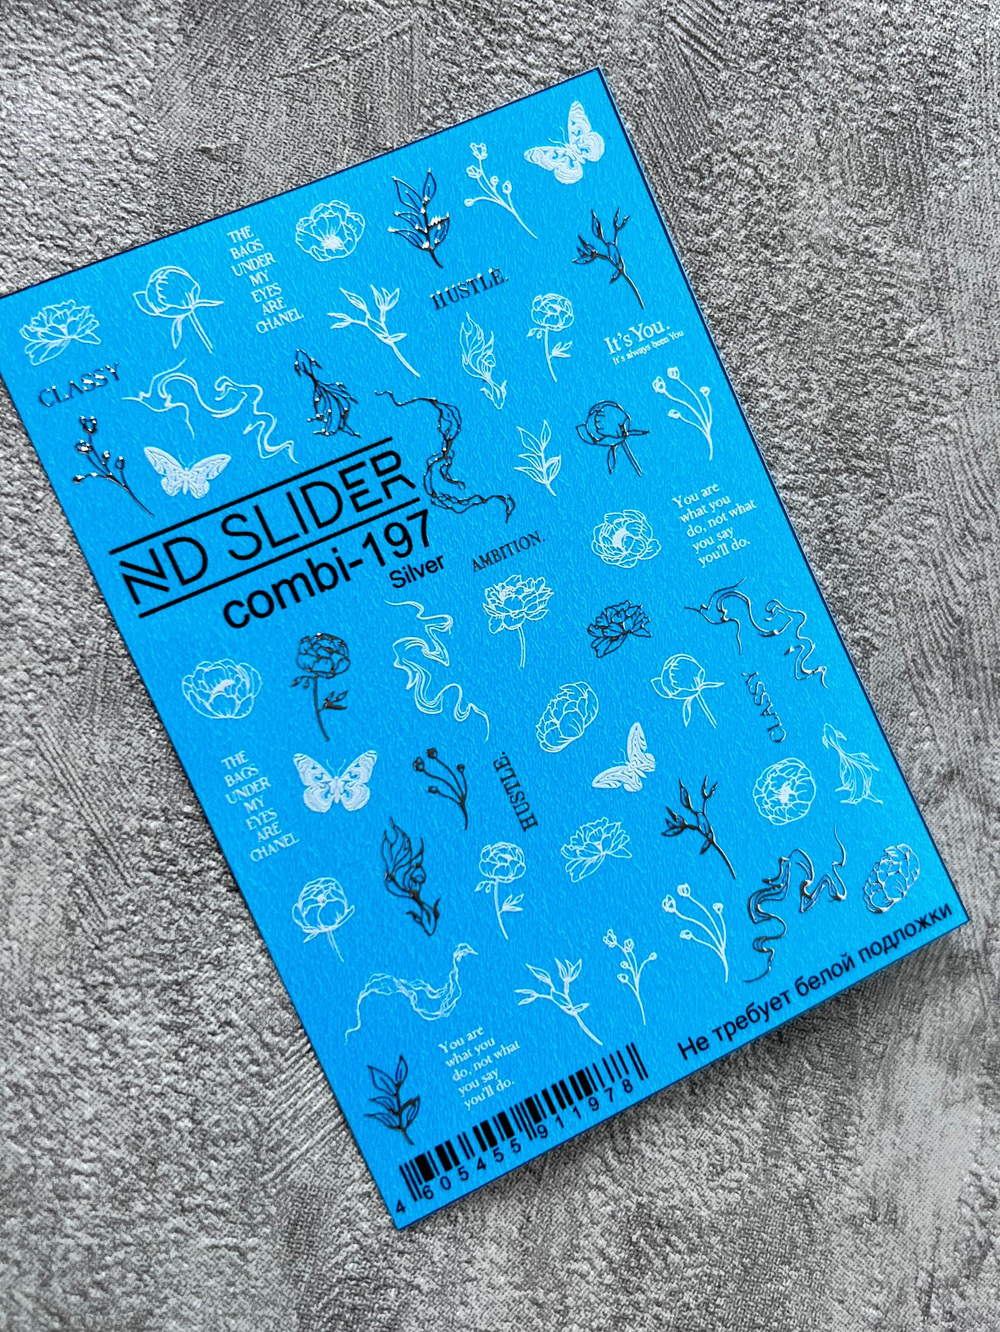 THE
BAGS
UNDER
MY
EYES
ARE
CHANEL
HUSTLE.
It's You.
It's always been You
CLASSY
ND SLIDER
combi-197
Silver
AMBITION.
You are
what you
do, not what
you say
you'll do.
CLASSY
THE
BAGS
UNDER
MY
EYES
ARE
CHANEL
HUSTLE.
You are
what you
do, not what
you say
you'll do.
Не требует белой подложки
4 605455 911978